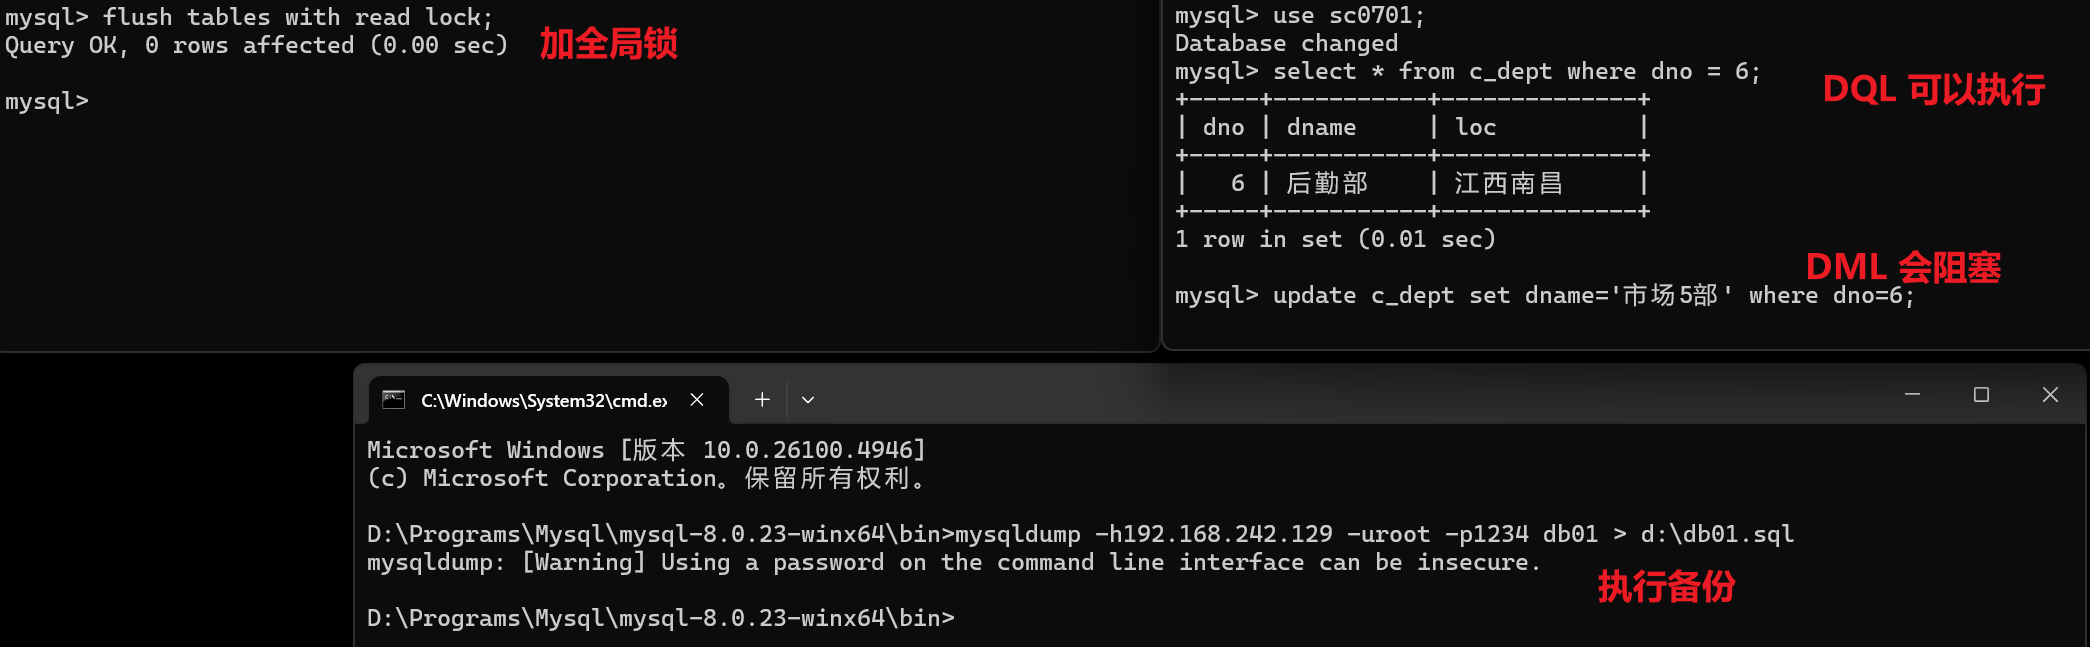 mysql> flush tables with read lock;
Query OK, 0 rows affected (0.00 sec)
加全局锁
mysql>
mysql> use sc0701;
Database changed
mysql> select * from c_dept where dno = 6;
DQL 可以执行
+-----+-----------+--------------+
| dno | dname     | loc          |
+-----+-----------+--------------+
|   6 | 后勤部    | 江西南昌     |
+-----+-----------+--------------+
1 row in set (0.01 sec)
DML 会阻塞
mysql> update c_dept set dname='市场5部' where dno=6;
C:\Windows\System32\cmd.ex
Microsoft Windows [版本 10.0.26100.4946]
(c) Microsoft Corporation。保留所有权利。
D:\Programs\Mysql\mysql-8.0.23-winx64\bin>mysqldump -h192.168.242.129 -uroot -p1234 db01 > d:\db01.sql
mysqldump: [Warning] Using a password on the command line interface can be insecure.
执行备份
D:\Programs\Mysql\mysql-8.0.23-winx64\bin>